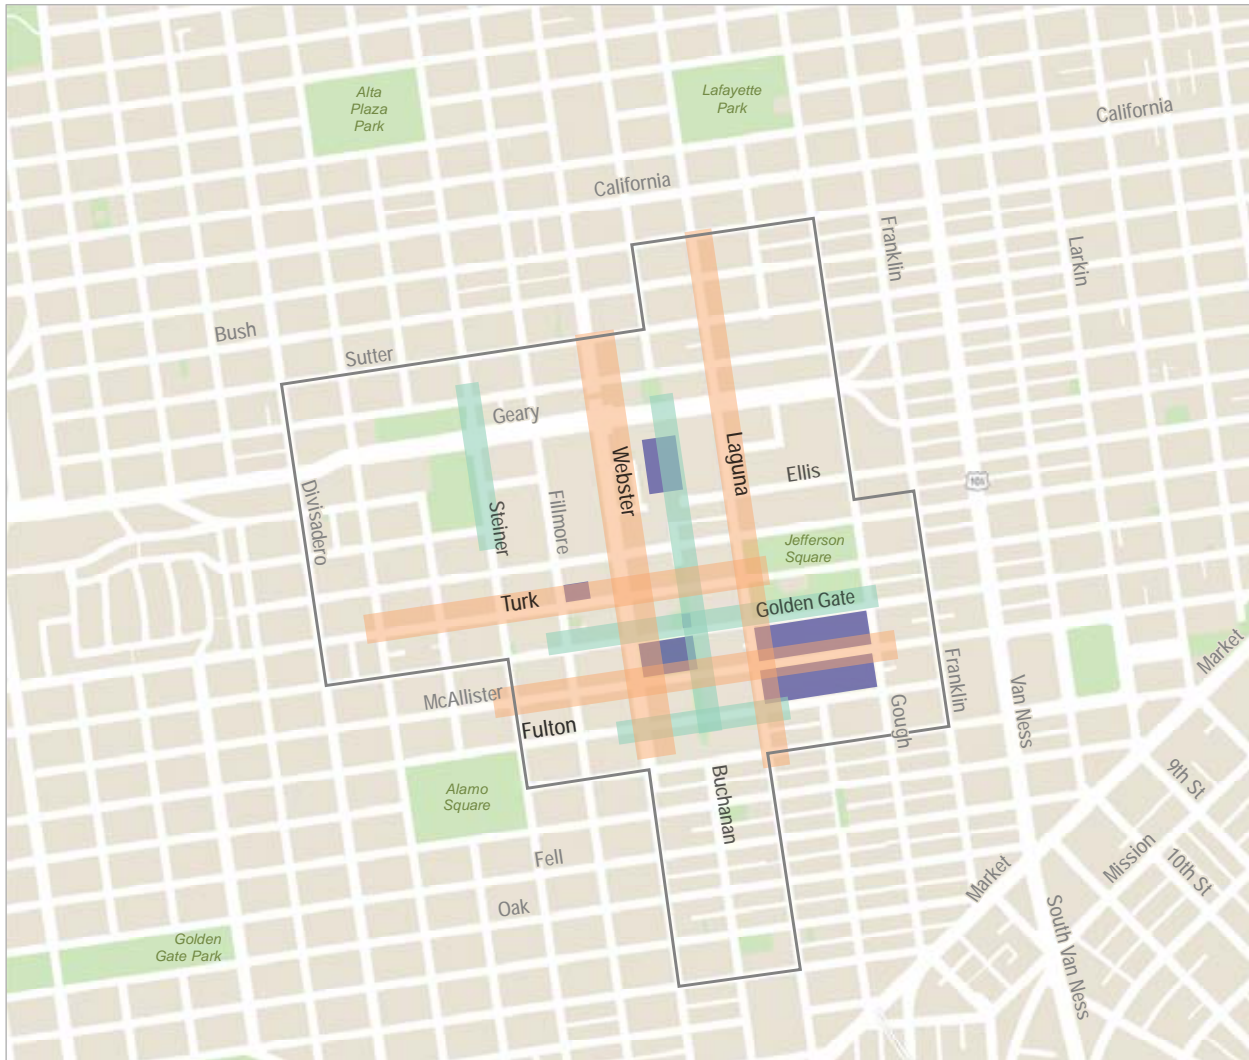 Alta
Plaza
Park
Lafayette
Park
California
California
Franklin
Larkin
Bush
Sutter
Geary
Webster
Laguna
Ellis
101
Divisadero
Steiner
Fillmore
Jefferson
Square
Turk
Golden Gate
McAllister
Fulton
Franklin
Gough
Van Ness
Market
Alamo
Square
Buchanan
9th St
Fell
Mission
10th St
Market
Oak
South Van Ness
Golden
Gate Park